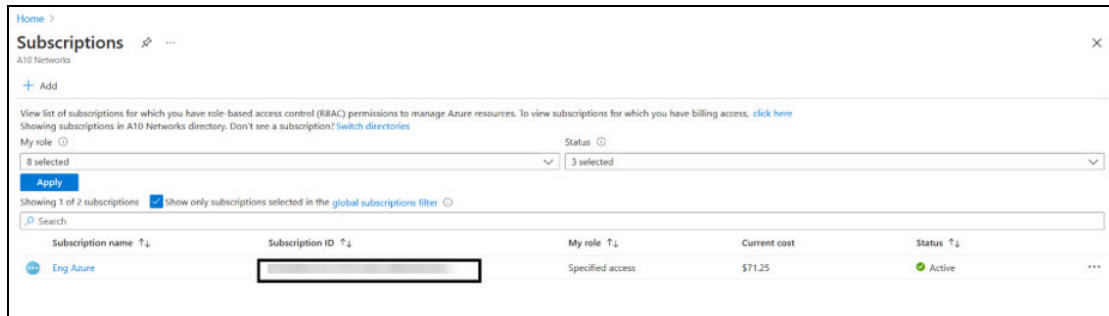 Home >
Subscriptions
A10 Networks
+ Add
View list of subscriptions for which you have role-based access control (RBAC) permissions to manage Azure resources. To view subscriptions for which you have billing access, click here
Showing subscriptions in A10 Networks directory. Don't see a subscription? Switch directories
My role Status
8 selected 3 selected
Apply
Showing 1 of 2 subscriptions Show only subscriptions selected in the global subscriptions filter
Search
Subscription name ↑↓ Subscription ID ↑↓ My role ↑↓ Current cost Status ↑↓
Eng Azure Specified access $71.25 Active